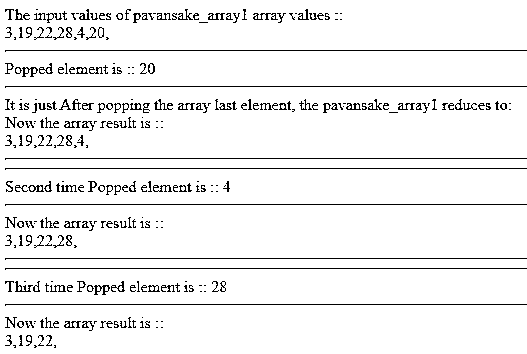 The input values of pavansake_array1 array values ::
3,19,22,28,4,20,
Popped element is :: 20
It is just After popping the array last element, the pavansake_array1 reduces to:
Now the array result is ::
3,19,22,28,4,
Second time Popped element is :: 4
Now the array result is ::
3,19,22,28,
Third time Popped element is :: 28
Now the array result is ::
3,19,22,